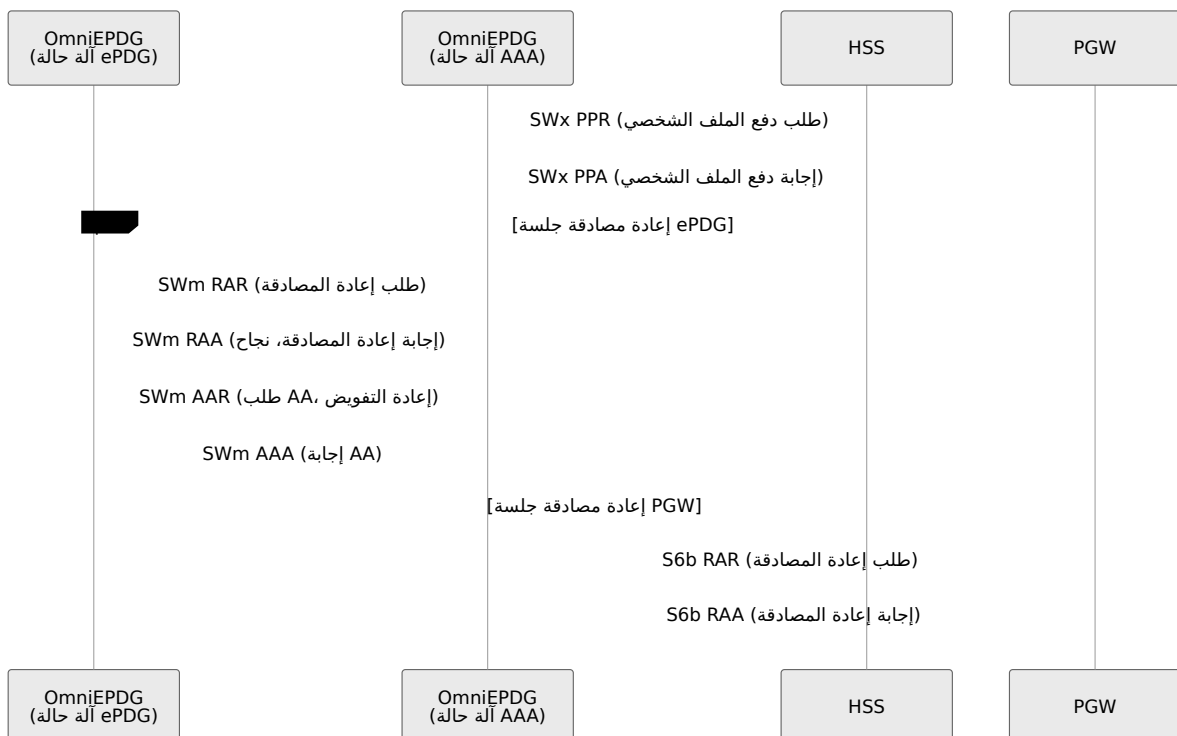 OmniEPDG
(آلة حالة ePDG)
OmniEPDG
(آلة حالة AAA)
HSS
PGW
SWx PPR (طلب دفع الملف الشخصي)
SWx PPA (إجابة دفع الملف الشخصي)
[إعادة مصادقة جلسة ePDG]
SWm RAR (طلب إعادة المصادقة)
SWm RAA (إجابة إعادة المصادقة، نجاح)
SWm AAR (طلب AA، إعادة التفويض)
SWm AAA (إجابة AA)
[إعادة مصادقة جلسة PGW]
S6b RAR (طلب إعادة المصادقة)
S6b RAA (إجابة إعادة المصادقة)
OmniEPDG
(آلة حالة ePDG)
OmniEPDG
(آلة حالة AAA)
HSS
PGW